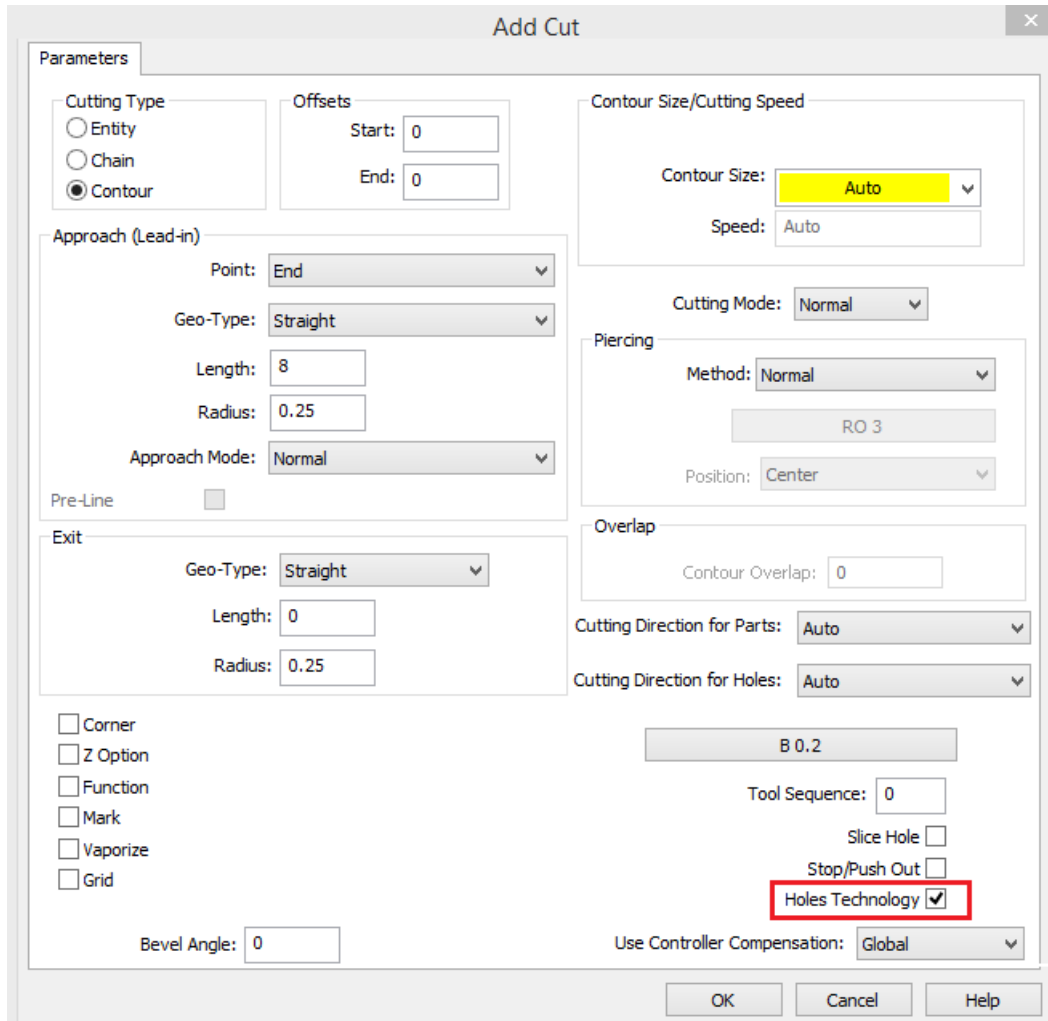 Add Cut
Parameters
Cutting Type
Entity
Chain
Contour
Offsets
Start: 0
End: 0
Contour Size/Cutting Speed
Contour Size: Auto
Speed: Auto
Approach (Lead-in)
Point: End
Geo-Type: Straight
Length: 8
Radius: 0.25
Approach Mode: Normal
Pre-Line
Cutting Mode: Normal
Piercing
Method: Normal
RO 3
Position: Center
Exit
Geo-Type: Straight
Length: 0
Radius: 0.25
Overlap
Contour Overlap: 0
Cutting Direction for Parts: Auto
Cutting Direction for Holes: Auto
Corner
Z Option
Function
Mark
Vaporize
Grid
B 0.2
Tool Sequence: 0
Slice Hole
Stop/Push Out
Holes Technology
Bevel Angle: 0
Use Controller Compensation: Global
OK
Cancel
Help